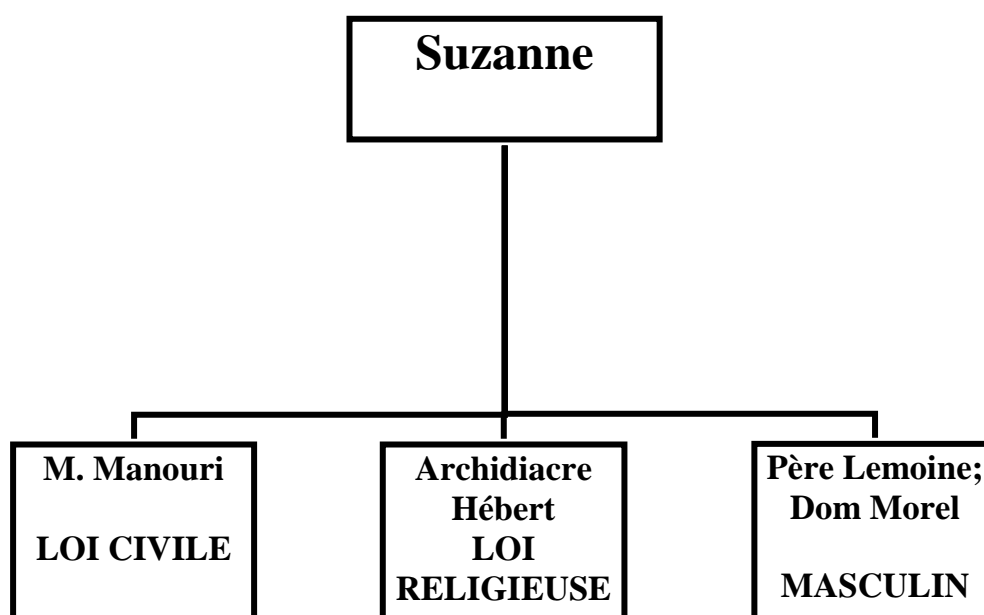 Suzanne
M. Manouri
LOI CIVILE
Archidiacre
Hébert
LOI
RELIGIEUSE
Père Lemoine;
Dom Morel
MASCULIN